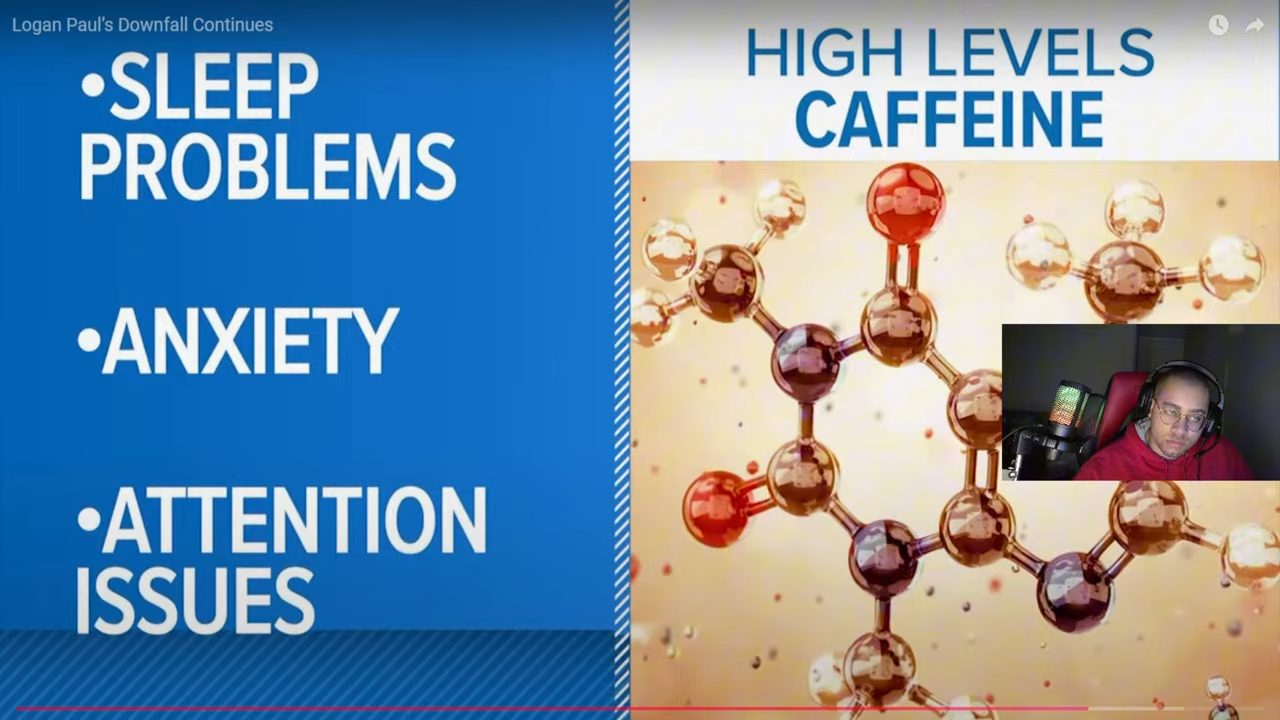 Logan Paul’s Downfall Continues
•SLEEP
PROBLEMS
•ANXIETY
•ATTENTION
ISSUES
HIGH LEVELS
CAFFEINE